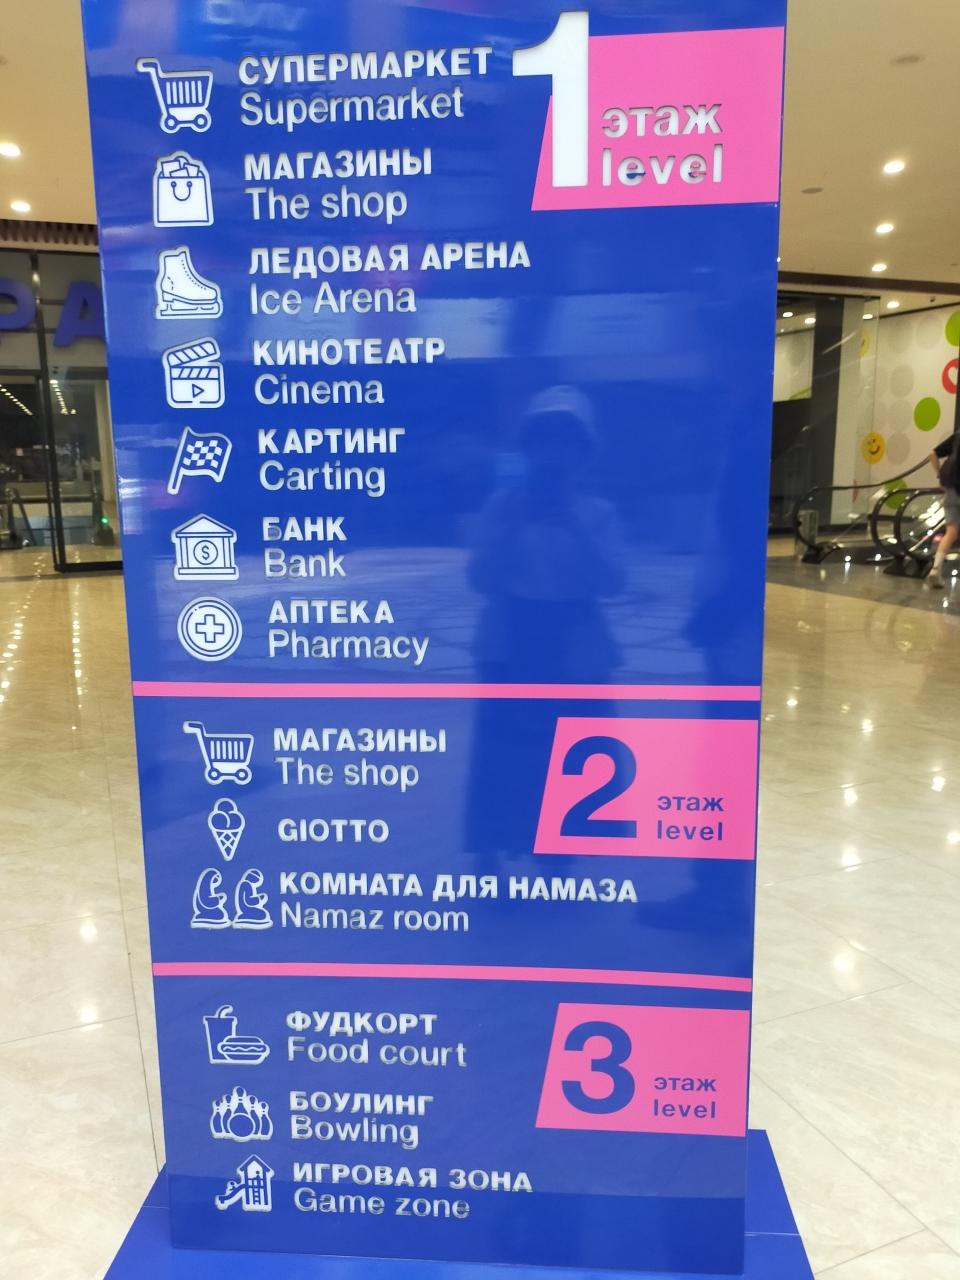 СУПЕРМАРКЕТ
Supermarket
1 этаж
level
МАГАЗИНЫ
The shop
ЛЕДОВАЯ АРЕНА
Ice Arena
КИНОТЕАТР
Cinema
КАРТИНГ
Carting
БАНК
Bank
АПТЕКА
Pharmacy
МАГАЗИНЫ
The shop
2 этаж
level
GIOTTO
КОМНАТА ДЛЯ НАМАЗА
Namaz room
ФУДКОРТ
Food court
3 этаж
level
БОУЛИНГ
Bowling
ИГРОВАЯ ЗОНА
Game zone